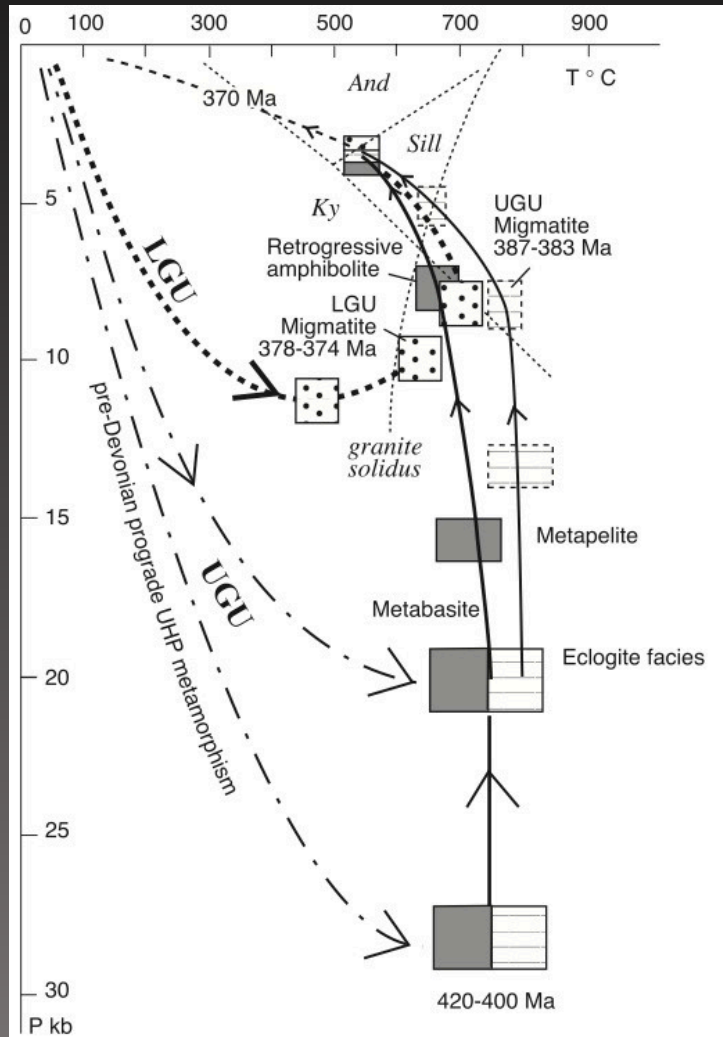 0 100 300 500 700 900
T ° C
And
370 Ma
Sill
Ky
5
UGU
Migmatite
387-383 Ma
Retrogressive
amphibolite
LGU
LGU
Migmatite
378-374 Ma
10
granite
solidus
pre-Devonian prograde UHP metamorphism
15
Metapelite
UGU
Metabasite
Eclogite facies
20
25
30
420-400 Ma
P kb